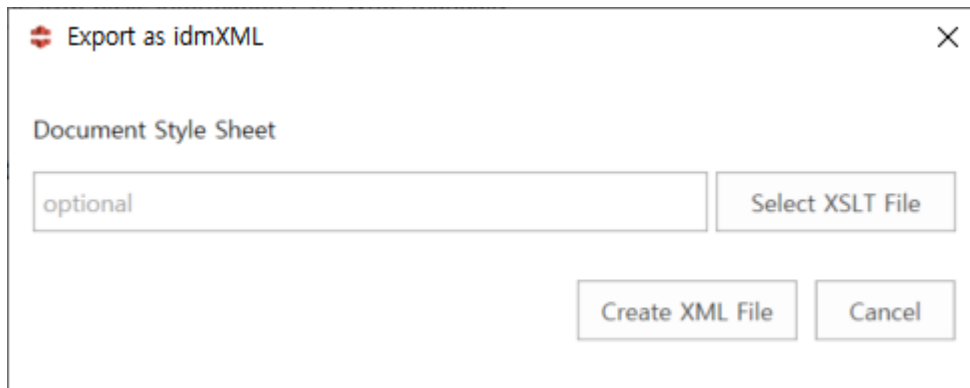 Export as idmXML
Document Style Sheet
optional
Select XSLT File
Create XML File
Cancel